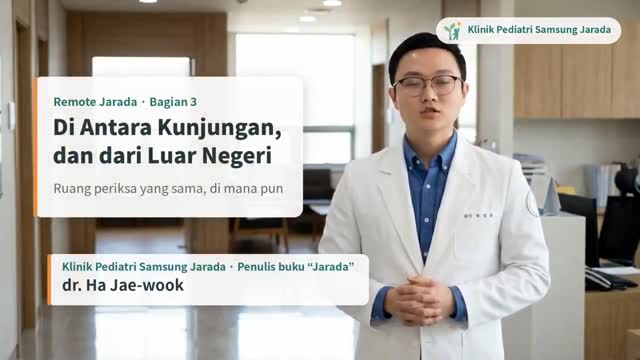 Klinik Pediatri Samsung Jarada
Remote Jarada · Bagian 3
Di Antara Kunjungan,
dan dari Luar Negeri
Ruang periksa yang sama, di mana pun
Klinik Pediatri Samsung Jarada · Penulis buku “Jarada”
dr. Ha Jae-wook